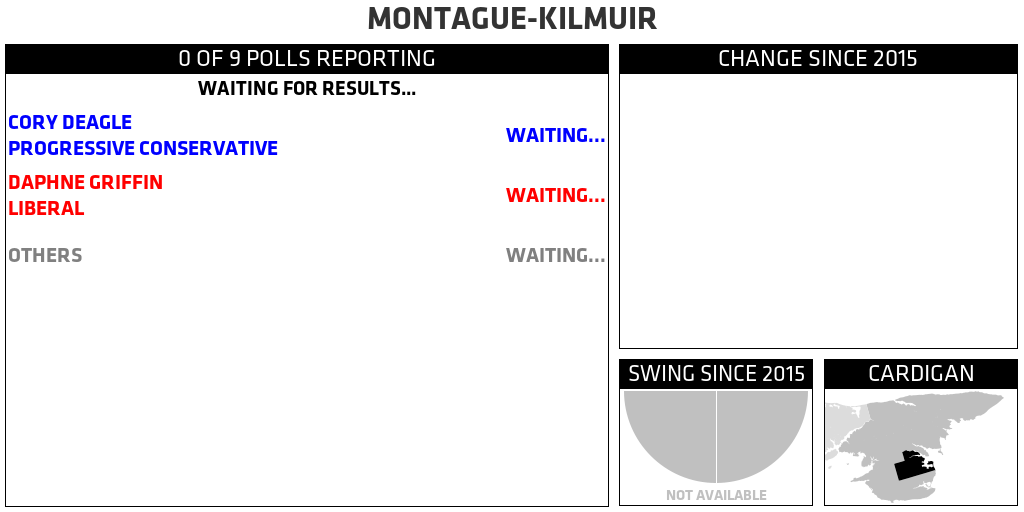 MONTAGUE-KILMUIR
0 OF 9 POLLS REPORTING
WAITING FOR RESULTS...
CORY DEAGLE
PROGRESSIVE CONSERVATIVE
WAITING...
DAPHNE GRIFFIN
LIBERAL
WAITING...
OTHERS
WAITING...
CHANGE SINCE 2015
SWING SINCE 2015
NOT AVAILABLE
CARDIGAN